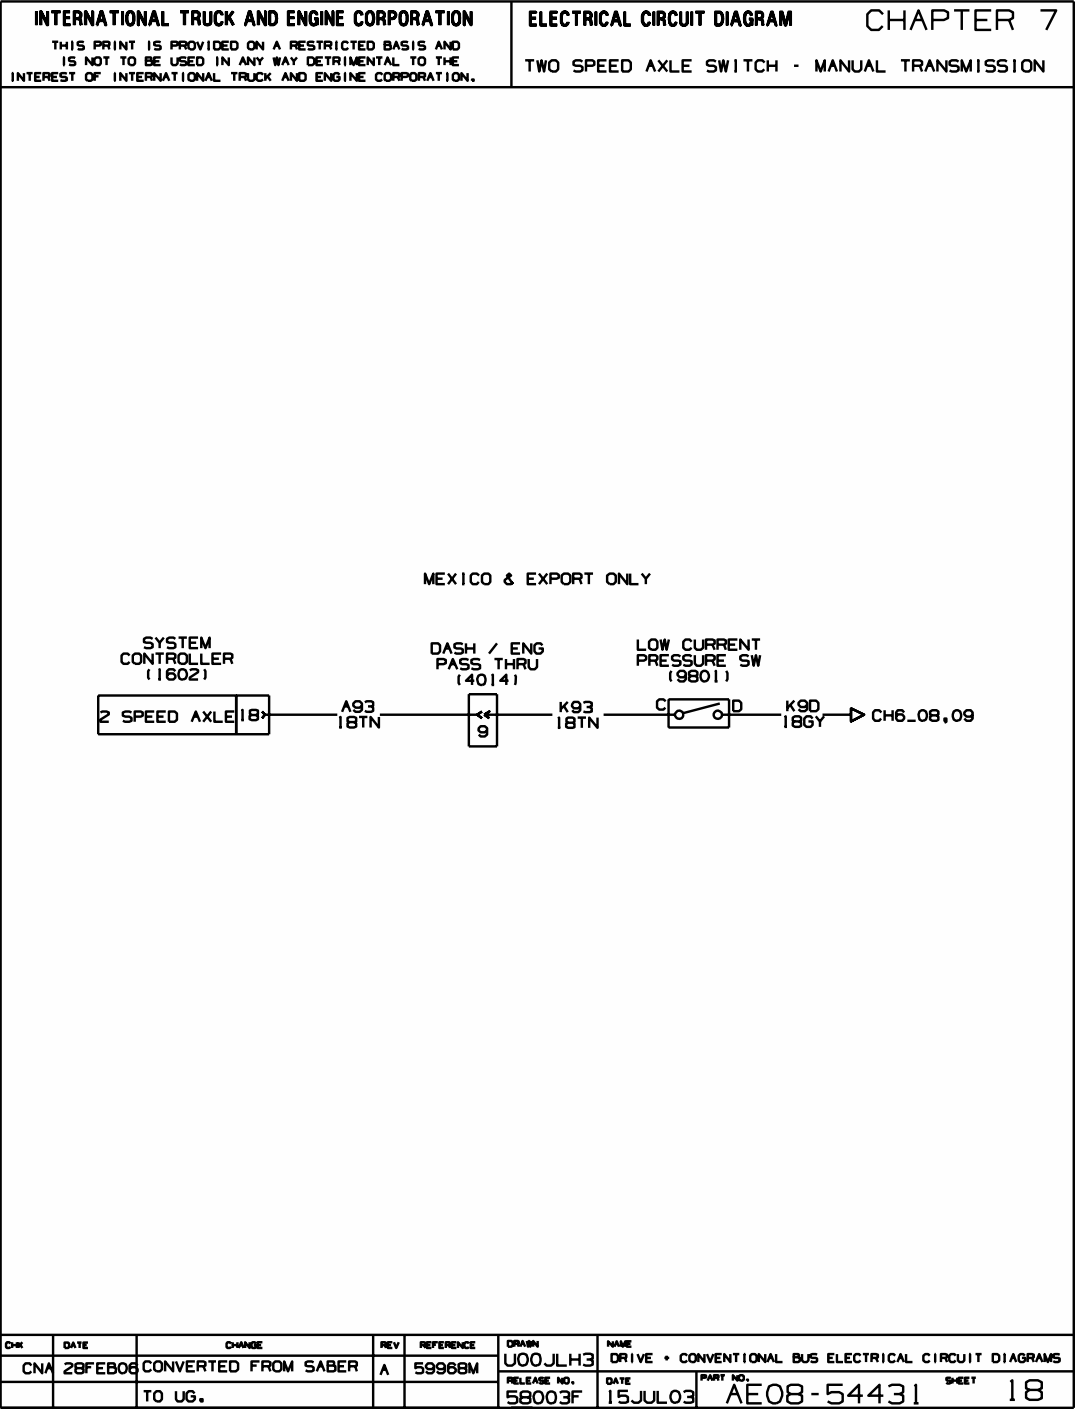 INTERNATIONAL TRUCK AND ENGINE CORPORATION
THIS PRINT IS PROVIDED ON A RESTRICTED BASIS AND
IS NOT TO BE USED IN ANY WAY DETRIMENTAL TO THE
INTEREST OF INTERNATIONAL TRUCK AND ENGINE CORPORATION.
ELECTRICAL CIRCUIT DIAGRAM
CHAPTER 7
TWO SPEED AXLE SWITCH - MANUAL TRANSMISSION
MEXICO & EXPORT ONLY
SYSTEM
CONTROLLER
(1602)
2 SPEED AXLE
18
A93
18TN
DASH / ENG
PASS THRU
(4014)
9
K93
18TN
LOW CURRENT
PRESSURE SW
(9801)
C
D
K9D
18GY
CH6_08,09
CHK DATE CHANGE REV REFERENCE
CNA 28FEB06 CONVERTED FROM SABER A 59968M
TO UG.
DRAWN
U00JLH3
NAME
DRIVE • CONVENTIONAL BUS ELECTRICAL CIRCUIT DIAGRAMS
RELEASE NO.
58003F
DATE
15JUL03
PART NO.
AE08-54431
SHEET
18